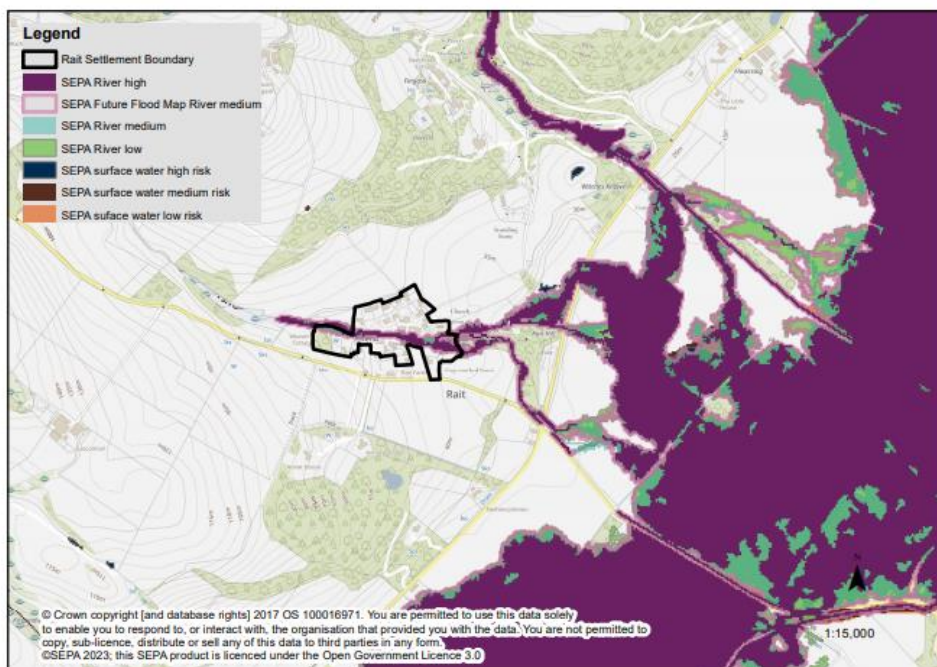 Legend
Rait Settlement Boundary
SEPA River high
SEPA Future Flood Map River medium
SEPA River medium
SEPA River low
SEPA surface water high risk
SEPA surface water medium risk
SEPA suface water low risk
Church
Rait
© Crown copyright [and database rights] 2017 OS 100016971. You are permitted to use this data solely
to enable you to respond to, or interact with, the organisation that provided you with the data. You are not permitted to
copy, sub-licence, distribute or sell any of this data to third parties in any form.
©SEPA 2023; this SEPA product is licenced under the Open Government Licence 3.0
1:15,000